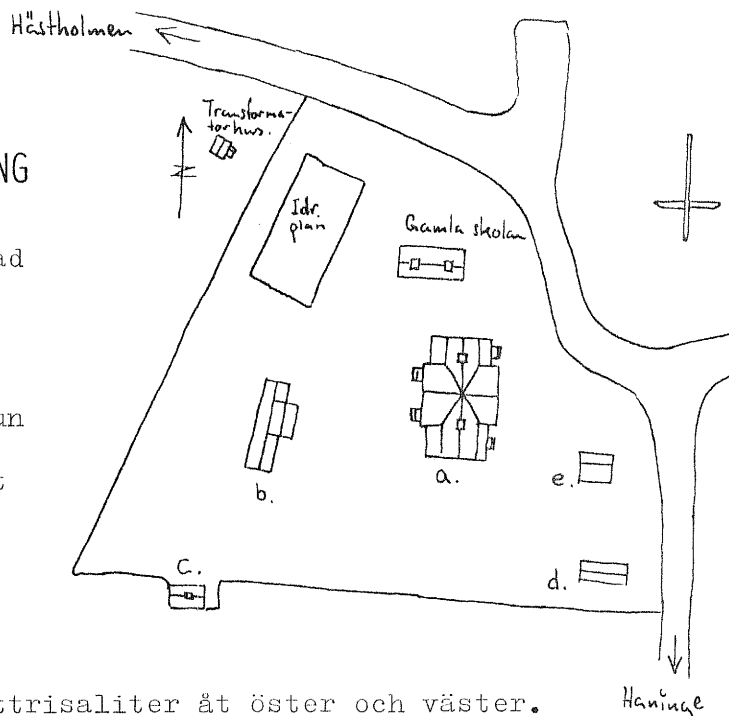 Hästholmen
Transforma-
torhus.
NG
Idr.
plan
Gamla skolan
ad
un
t
a.
b.
e.
c.
d.
ttrisaliter åt öster och väster.
Haninge